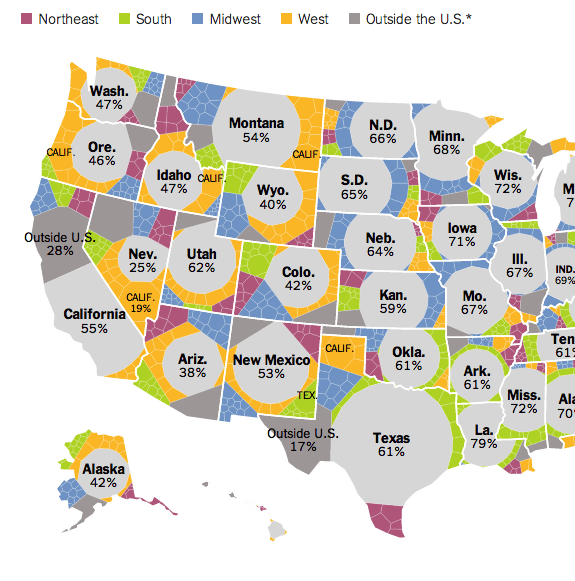 Northeast South Midwest West Outside the U.S.*
Wash.
47%
Montana
54%
N.D.
66%
Minn.
68%
CALIF.
Ore.
46%
CALIF.
Idaho
47%
CALIF.
Wyo.
40%
S.D.
65%
Wis.
72%
M
7
Outside U.S.
28%
Nev.
25%
CALIF.
19%
Utah
62%
Colo.
42%
Neb.
64%
Iowa
71%
Ill.
67%
IND.
69%
California
55%
Kan.
59%
Mo.
67%
Ariz.
38%
New Mexico
53%
TEX.
CALIF.
Okla.
61%
Ark.
61%
Ten
61%
Miss.
72%
Ala
70
Outside U.S.
17%
Texas
61%
La.
79%
Alaska
42%